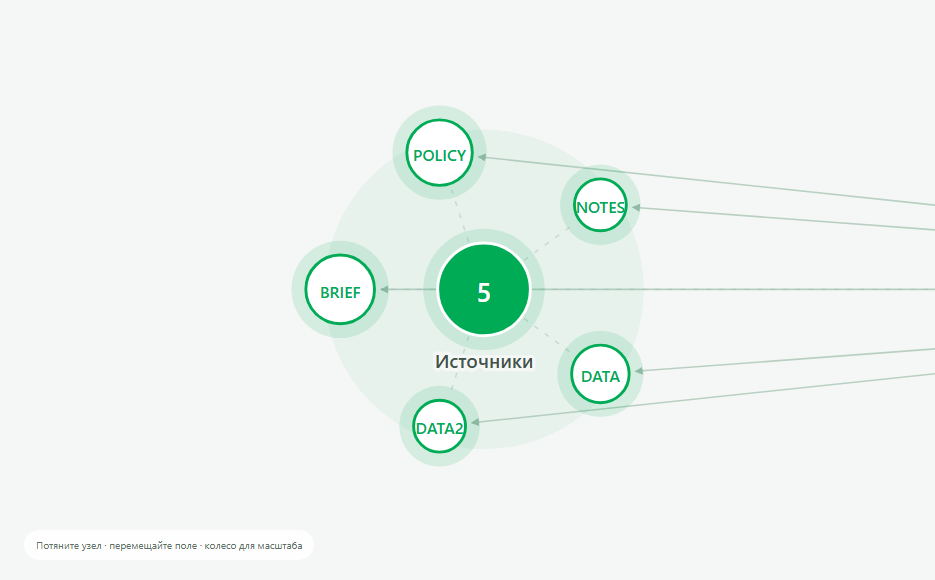 POLICY
NOTES
BRIEF
5
Источники
DATA
DATA2
Потяните узел · перемещайте поле · колесо для масштаба